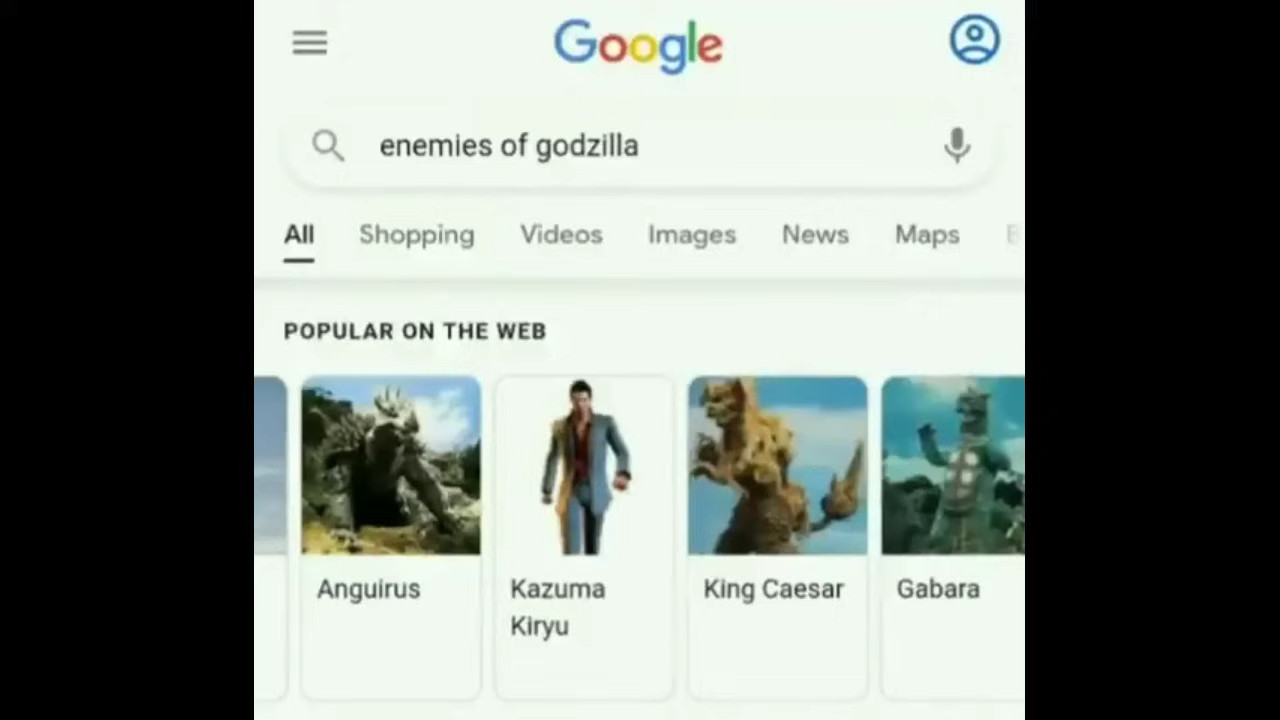 Google
enemies of godzilla
All Shopping Videos Images News Maps
POPULAR ON THE WEB
Anguirus
Kazuma
Kiryu
King Caesar
Gabara